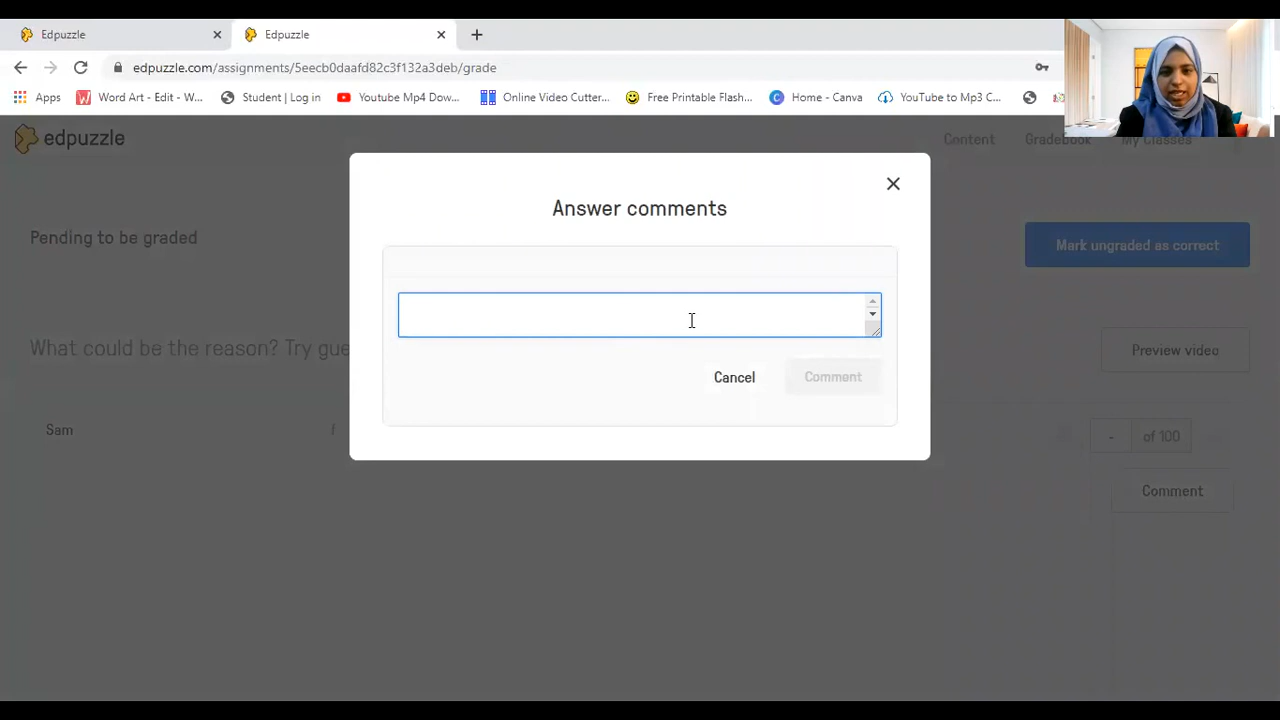 Edpuzzle
Edpuzzle
edpuzzle.com/assignments/5eecb0daafd82c3f132a3deb/grade
Apps
Word Art - Edit - W...
Student | Log in
Youtube Mp4 Dow...
Online Video Cutter...
Free Printable Flash...
Home - Canva
YouTube to Mp3 C...
edpuzzle
Content
Gradebook
My Classes
Answer comments
Pending to be graded
Mark ungraded as correct
What could be the reason? Try gue
Preview video
Cancel
Comment
Sam
I
-
of 100
Comment